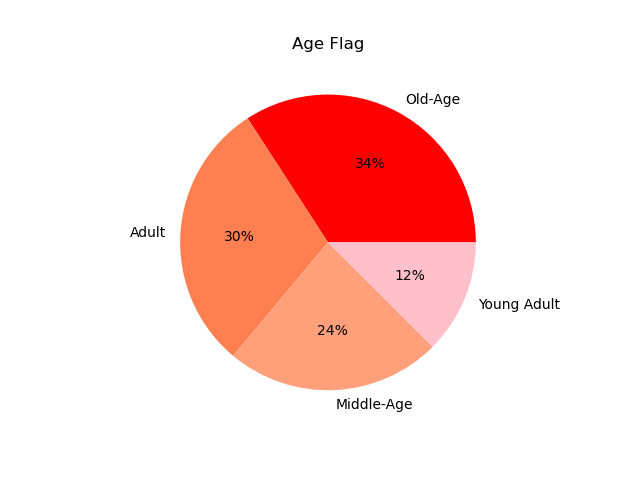 Age Flag
Old-Age
34%
Adult
30%
12%
Young Adult
24%
Middle-Age